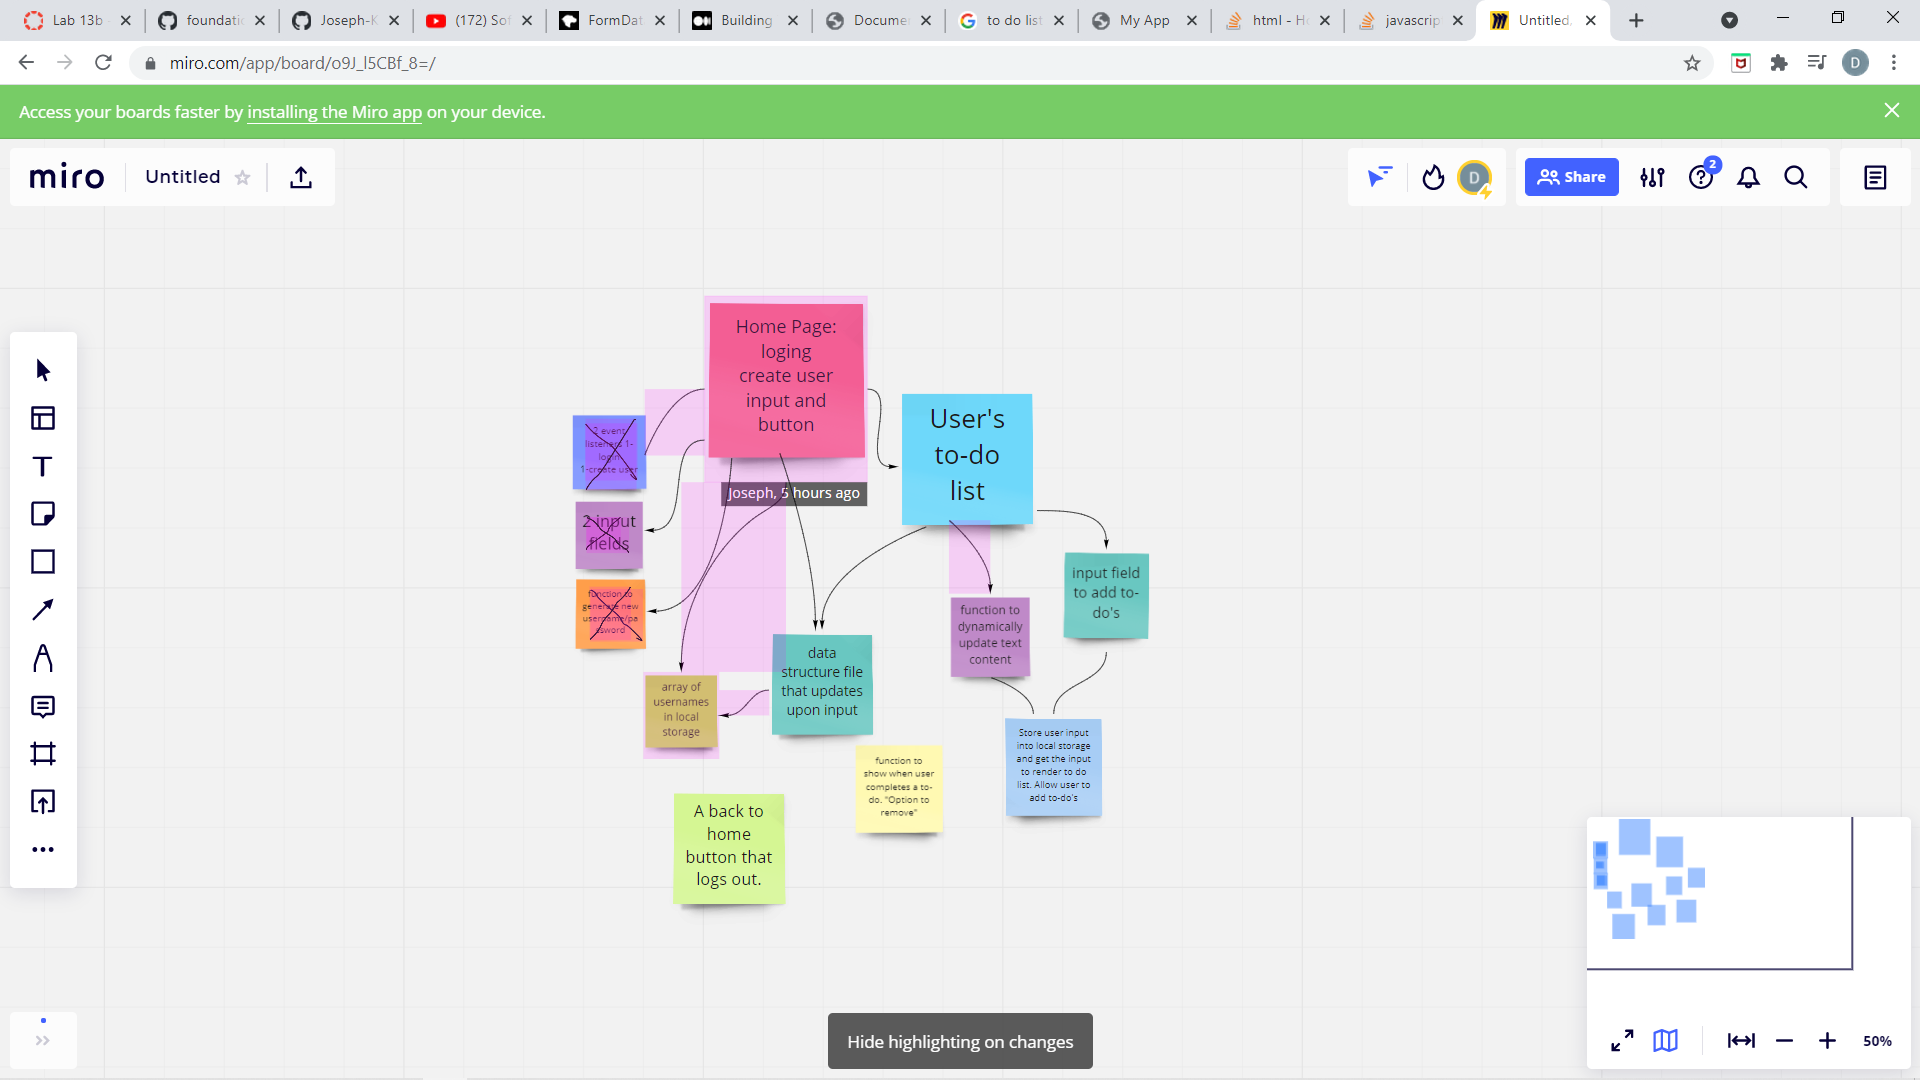 Lab 13b
foundatio
Joseph-K
(172) Sof
FormDat
Building
Docume
to do list
My App
html - Ho
javascrip
Untitled,
miro.com/app/board/o9J_l5CBf_8=/
D
Access your boards faster by installing the Miro app on your device.
miro
Untitled
D
Share
2
Home Page:
loging
create user
input and
button
Joseph, 5 hours ago
User's
to-do
list
2 event
listeners 1-
login
1-create user
2 input
fields
function to
generate new
username/pa
ssword
array of
usernames
in local
storage
data
structure file
that updates
upon input
function to
dynamically
update text
content
input field
to add to-
do's
Store user input
into local storage
and get the input
to render to do
list. Allow user to
add to-do's
function to
show when user
completes a to-
do. "Option to
remove"
A back to
home
button that
logs out.
Hide highlighting on changes
50%